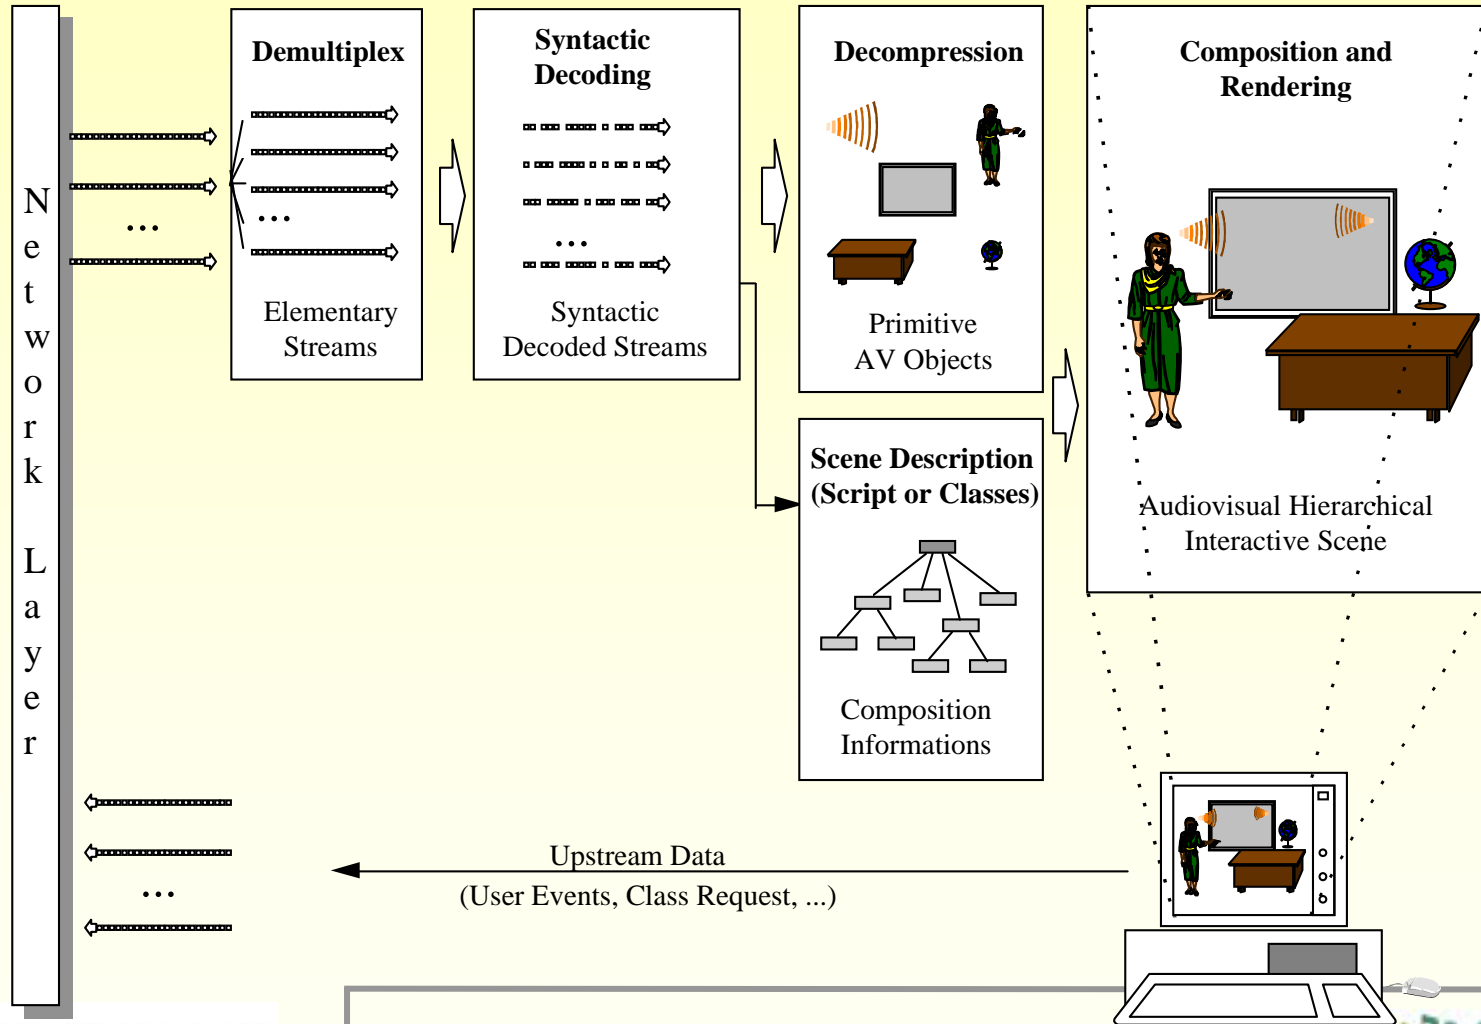 Network Layer
Demultiplex
...
Elementary
Streams
Syntactic
Decoding
...
Syntactic
Decoded Streams
Decompression
Primitive
AV Objects
Scene Description
(Script or Classes)
Composition
Informations
Composition and
Rendering
Audiovisual Hierarchical
Interactive Scene
...
...
Upstream Data
(User Events, Class Request, ...)